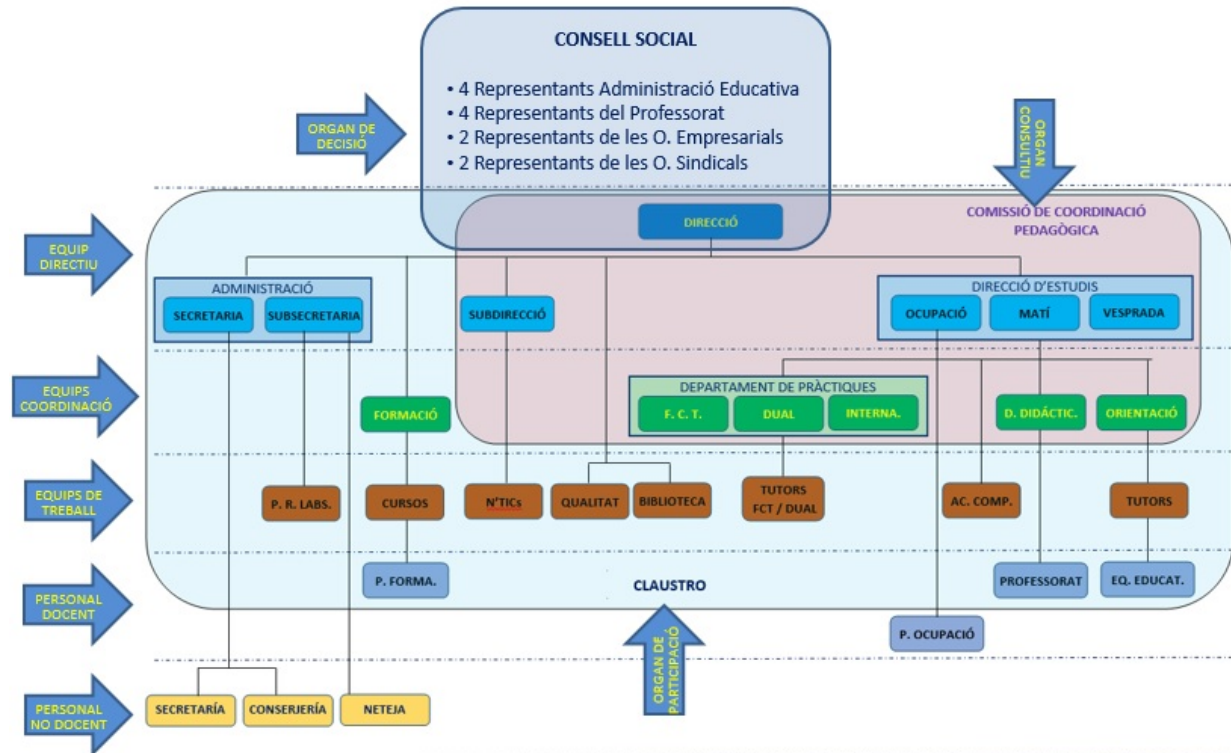 CONSELL SOCIAL
• 4 Representants Administració Educativa
• 4 Representants del Professorat
• 2 Representants de les O. Empresarials
• 2 Representants de les O. Sindicals
ORGAN DE
DECISIÓ
ORGAN
CONSULTIU
DIRECCIÓ
COMISSIÓ DE COORDINACIÓ
PEDAGÒGICA
EQUIP
DIRECTIU
ADMINISTRACIÓ
SECRETARIA
SUBSECRETARIA
SUBDIRECCIÓ
DIRECCIÓ D'ESTUDIS
OCUPACIÓ
MATÍ
VESPRADA
EQUIPS
COORDINACIÓ
FORMACIÓ
DEPARTAMENT DE PRÀCTIQUES
F. C. T.
DUAL
INTERNA.
D. DIDÁCTIC.
ORIENTACIÓ
EQUIPS DE
TREBALL
P. R. LABS.
CURSOS
N'TICs
QUALITAT
BIBLIOTECA
TUTORS
FCT / DUAL
AC. COMP.
TUTORS
PERSONAL
DOCENT
P. FORMA.
CLAUSTRO
PROFESSORAT
EQ. EDUCAT.
P. OCUPACIÓ
ORGAN DE
PARTICIPACIÓ
PERSONAL
NO DOCENT
SECRETARÍA
CONSERJERÍA
NETEJA